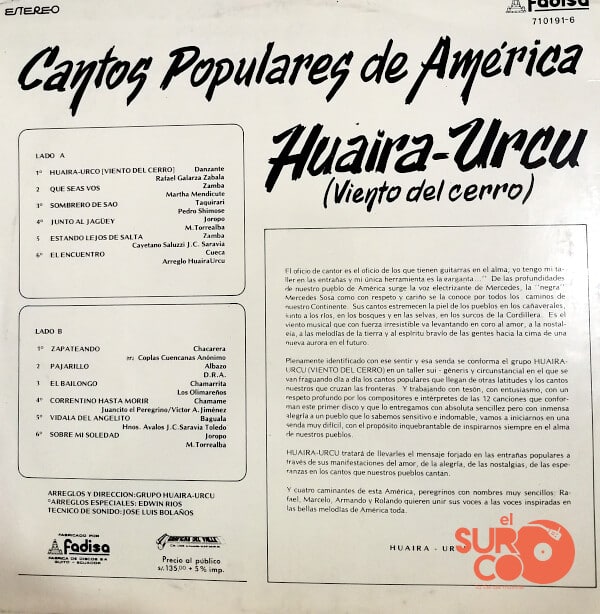 ESTEREO
Fadisa
710191-6
Cantos Populares de América
Huaira-Urcu
(Viento del cerro)
LADO A
1º HUAIRA-URCO [VIENTO DEL CERRO] Danzante
Rafael Galarza Zabala
2 QUE SEAS VOS Zamba
Martha Mendicute
3º SOMBRERO DE SAO Taquirari
Pedro Shimose
4º JUNTO AL JAGÜEY Joropo
M. Torrealba
5 ESTANDO LEJOS DE SALTA Zamba
Cayetano Saluzzi J.C. Saravia
6º EL ENCUENTRO Cueca
Arreglo HuairaUrcu
LADO B
1º ZAPATEANDO Chacarera
m: Coplas Cuencanas Anónimo
2 PAJARILLO Albazo
D.R.A.
3 EL BAILONGO Chamarrita
Los Olimareños
4º CORRENTINO HASTA MORIR Chamame
Juancito el Peregrino/Victor A. Jiménez
5º VIDALA DEL ANGELITO Baguala
Hnos. Avalos J.C. Saravia Toledo
6º SOBRE MI SOLEDAD Joropo
M. Torrealba
ARREGLOS Y DIRECCION: GRUPO HUAIRA-URCU
ARREGLOS ESPECIALES: EDWIN RIOS
TECNICO DE SONIDO: JOSE LUIS BOLAÑOS
FABRICADO POR
Fadisa
FABRICA DE DISCOS S.A
QUITO - ECUADOR
GRAFICAS DEL VALLE
Precio al público
s/. 135,00 + 5% imp.
El oficio de cantor es el oficio de los que tienen guitarras en el alma, yo tengo mi ta-
ller en las entrañas y mi única herramienta es la garganta..." De las profundidades
de nuestro pueblo de América surge la voz electrizante de Mercedes, la "negra"
Mercedes Sosa como con respeto y cariño se la conoce por todos los caminos de
nuestro Continente. Sus cantos estremecen la piel de los pueblos en los cañaverales,
junto a los ríos, en los bosques y en las selvas, en los surcos de la Cordillera. Es el
viento musical que con fuerza irresistible va levantando en coro al amor, a la nostal-
gia, a las melodías de la tierra y al espíritu bravío de las gentes hacia la cima de una
nueva aurora en el futuro.
Plenamente identificado con ese sentir y esa senda se conforma el grupo HUAIRA-
URCU (VIENTO DEL CERRO) en un taller sui - géneris y circunstancial en el que se
van fraguando día a día los cantos populares que llegan de otras latitudes y los cantos
nuestros que cruzan las fronteras. Y trabajando con tesón, con entusiasmo, con un
respeto profundo por los compositores e intérpretes de las 12 canciones que confor-
man este primer disco y que lo entregamos con absoluta sencillez pero con inmensa
alegría a un pueblo que lo sabemos sensitivo e indomable, vamos a iniciarnos en una
senda muy difícil, con el propósito inquebrantable de inspirarnos siempre en el alma
de nuestros pueblos.
HUAIRA-URCU tratará de llevarles el mensaje forjado en las entrañas populares a
través de sus manifestaciones del amor, de la alegría, de las nostalgias, de las espe-
ranzas en los cantos que nuestros pueblos cantan.
Y cuatro caminantes de esta América, peregrinos con nombres muy sencillos: Ra-
fael, Marcelo, Armando y Rolando quieren unir sus voces a las voces inspiradas en
las bellas melodías de América toda.
HUAIRA - UR
el
SURCO